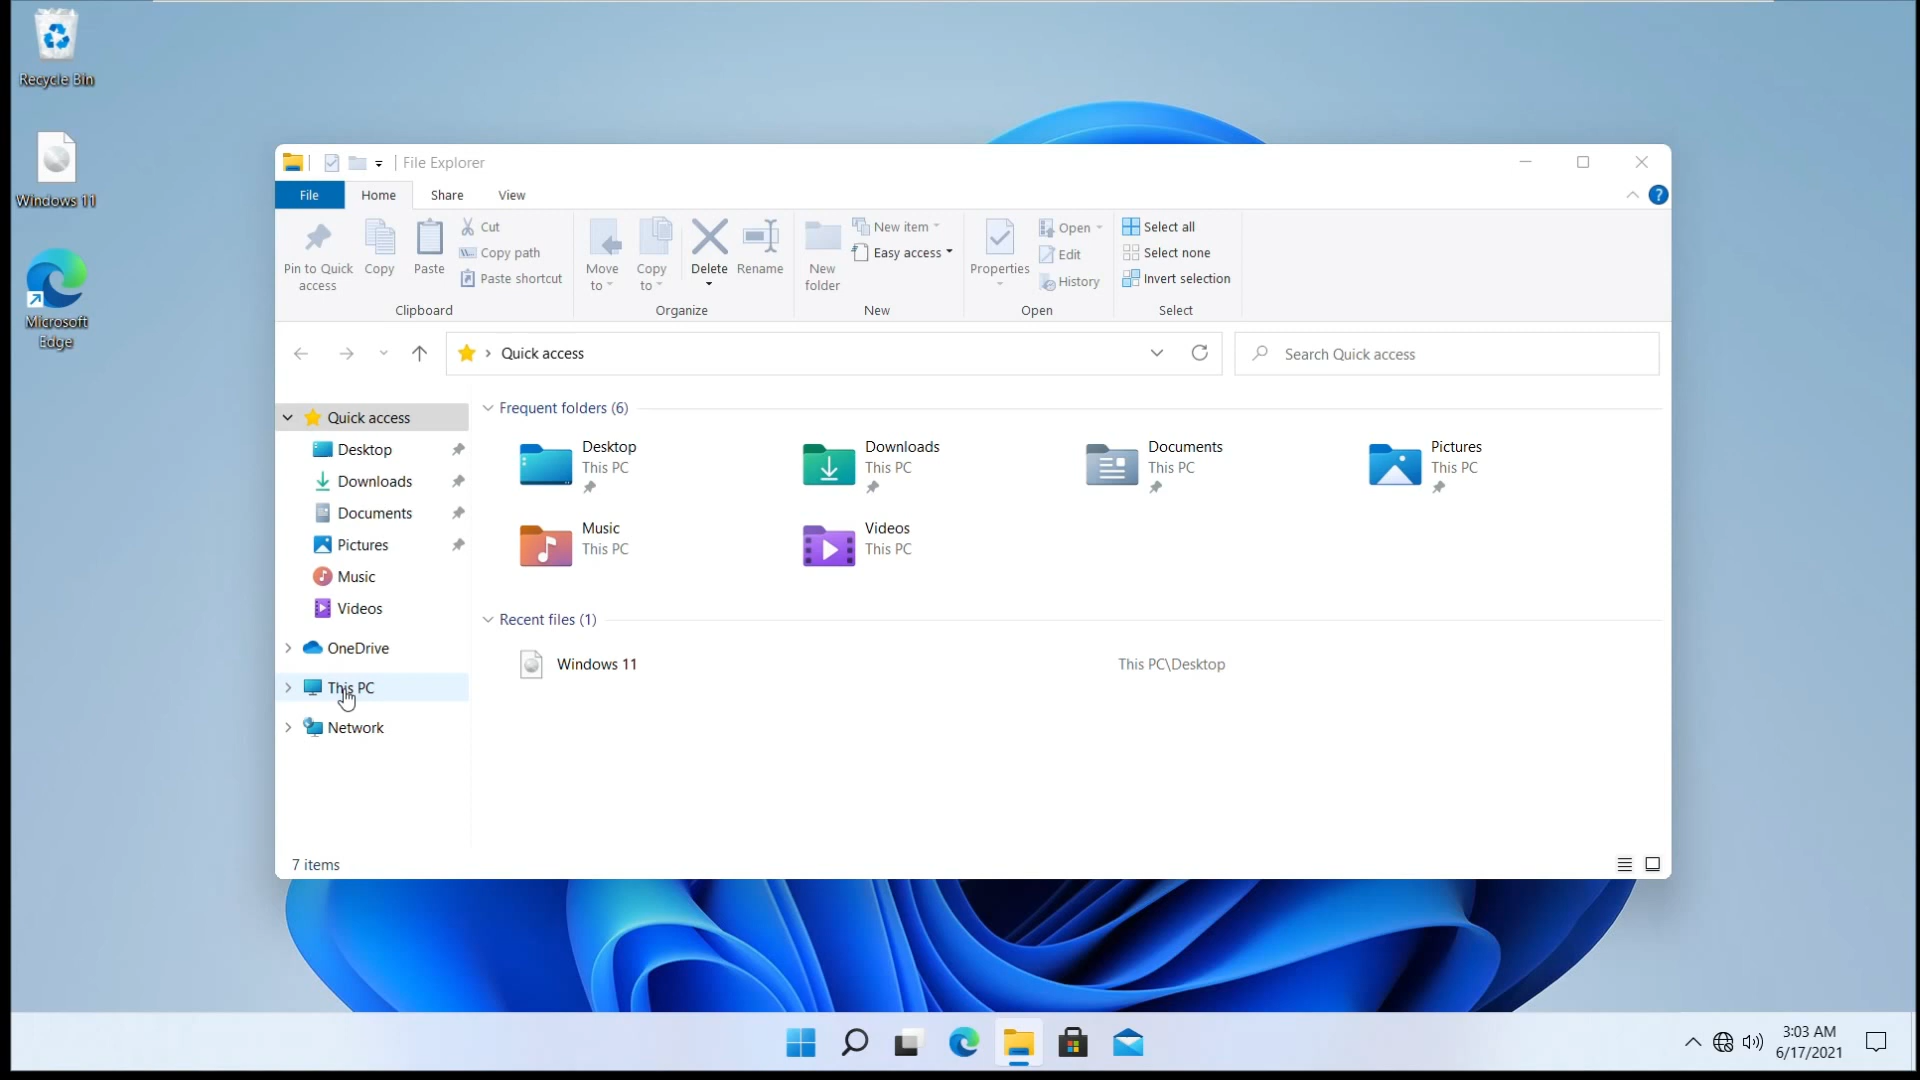 Recycle Bin
Windows 11
Microsoft
Edge
File Explorer
File
Home
Share
View
?
Pin to Quick
access
Copy
Paste
Cut
Copy path
Paste shortcut
Clipboard
Move
to
Copy
to
Delete
Rename
Organize
New
folder
New item
Easy access
New
Properties
Open
Edit
History
Open
Select all
Select none
Invert selection
Select
Quick access
Search Quick access
Quick access
Desktop
Downloads
Documents
Pictures
Music
Videos
OneDrive
This PC
Network
Frequent folders (6)
Desktop
This PC
Downloads
This PC
Documents
This PC
Pictures
This PC
Music
This PC
Videos
This PC
Recent files (1)
Windows 11
This PC\Desktop
7 items
3:03 AM
6/17/2021